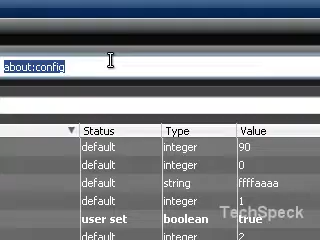 about:config
Status Type Value
default integer 90
default integer 0
default string ffffaaaa
default integer 1
user set boolean true
default integer 2
TechSpeck